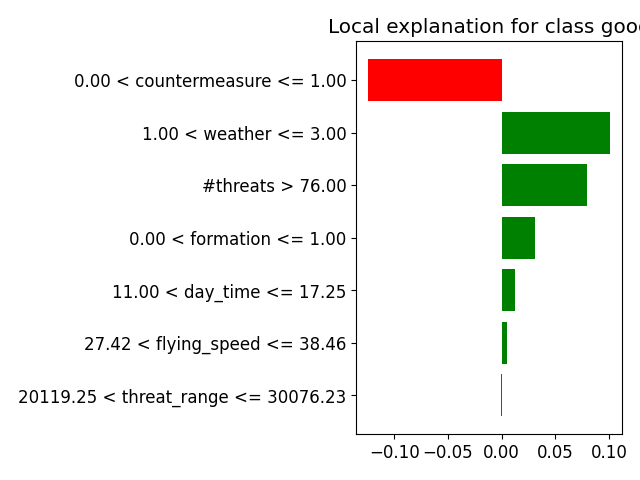 Local explanation for class good
0.00 < countermeasure <= 1.00
1.00 < weather <= 3.00
#threats > 76.00
0.00 < formation <= 1.00
11.00 < day_time <= 17.25
27.42 < flying_speed <= 38.46
20119.25 < threat_range <= 30076.23
−0.10 −0.05 0.00 0.05 0.10